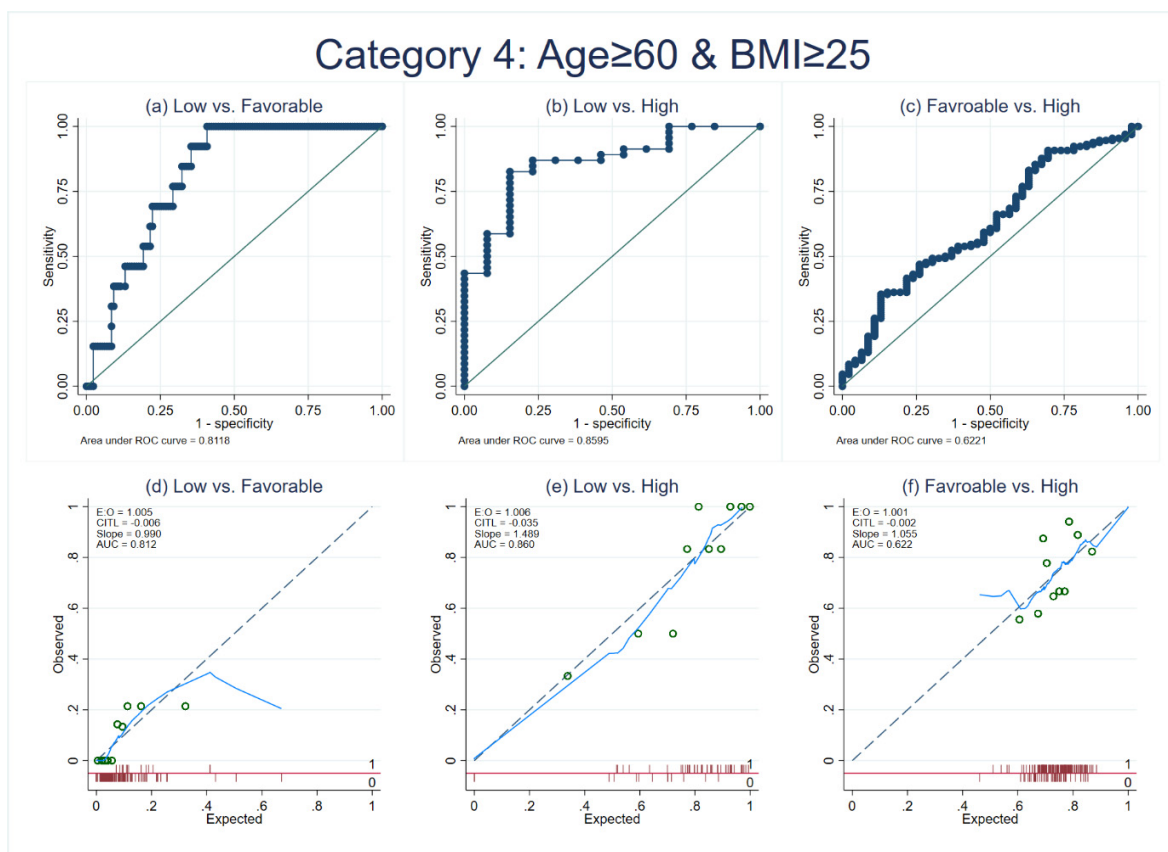 Category 4: Age≥60 & BMI≥25
(a) Low vs. Favorable
Sensitivity
1.00
0.75
0.50
0.25
0.00
0.00 0.25 0.50 0.75 1.00
1 - specificity
Area under ROC curve = 0.8118
(b) Low vs. High
Sensitivity
1.00
0.75
0.50
0.25
0.00
0.00 0.25 0.50 0.75 1.00
1 - specificity
Area under ROC curve = 0.8595
(c) Favroable vs. High
Sensitivity
1.00
0.75
0.50
0.25
0.00
0.00 0.25 0.50 0.75 1.00
1 - specificity
Area under ROC curve = 0.6221
(d) Low vs. Favorable
E:O = 1.005
CITL = -0.006
Slope = 0.990
AUC = 0.812
Observed
1
.8
.6
.4
.2
0
1
0
0 .2 .4 .6 .8 1
Expected
(e) Low vs. High
E:O = 1.006
CITL = -0.035
Slope = 1.489
AUC = 0.860
Observed
1
.8
.6
.4
.2
0
1
0
0 .2 .4 .6 .8 1
Expected
(f) Favroable vs. High
E:O = 1.001
CITL = -0.002
Slope = 1.055
AUC = 0.622
Observed
1
.8
.6
.4
.2
0
1
0
0 .2 .4 .6 .8 1
Expected